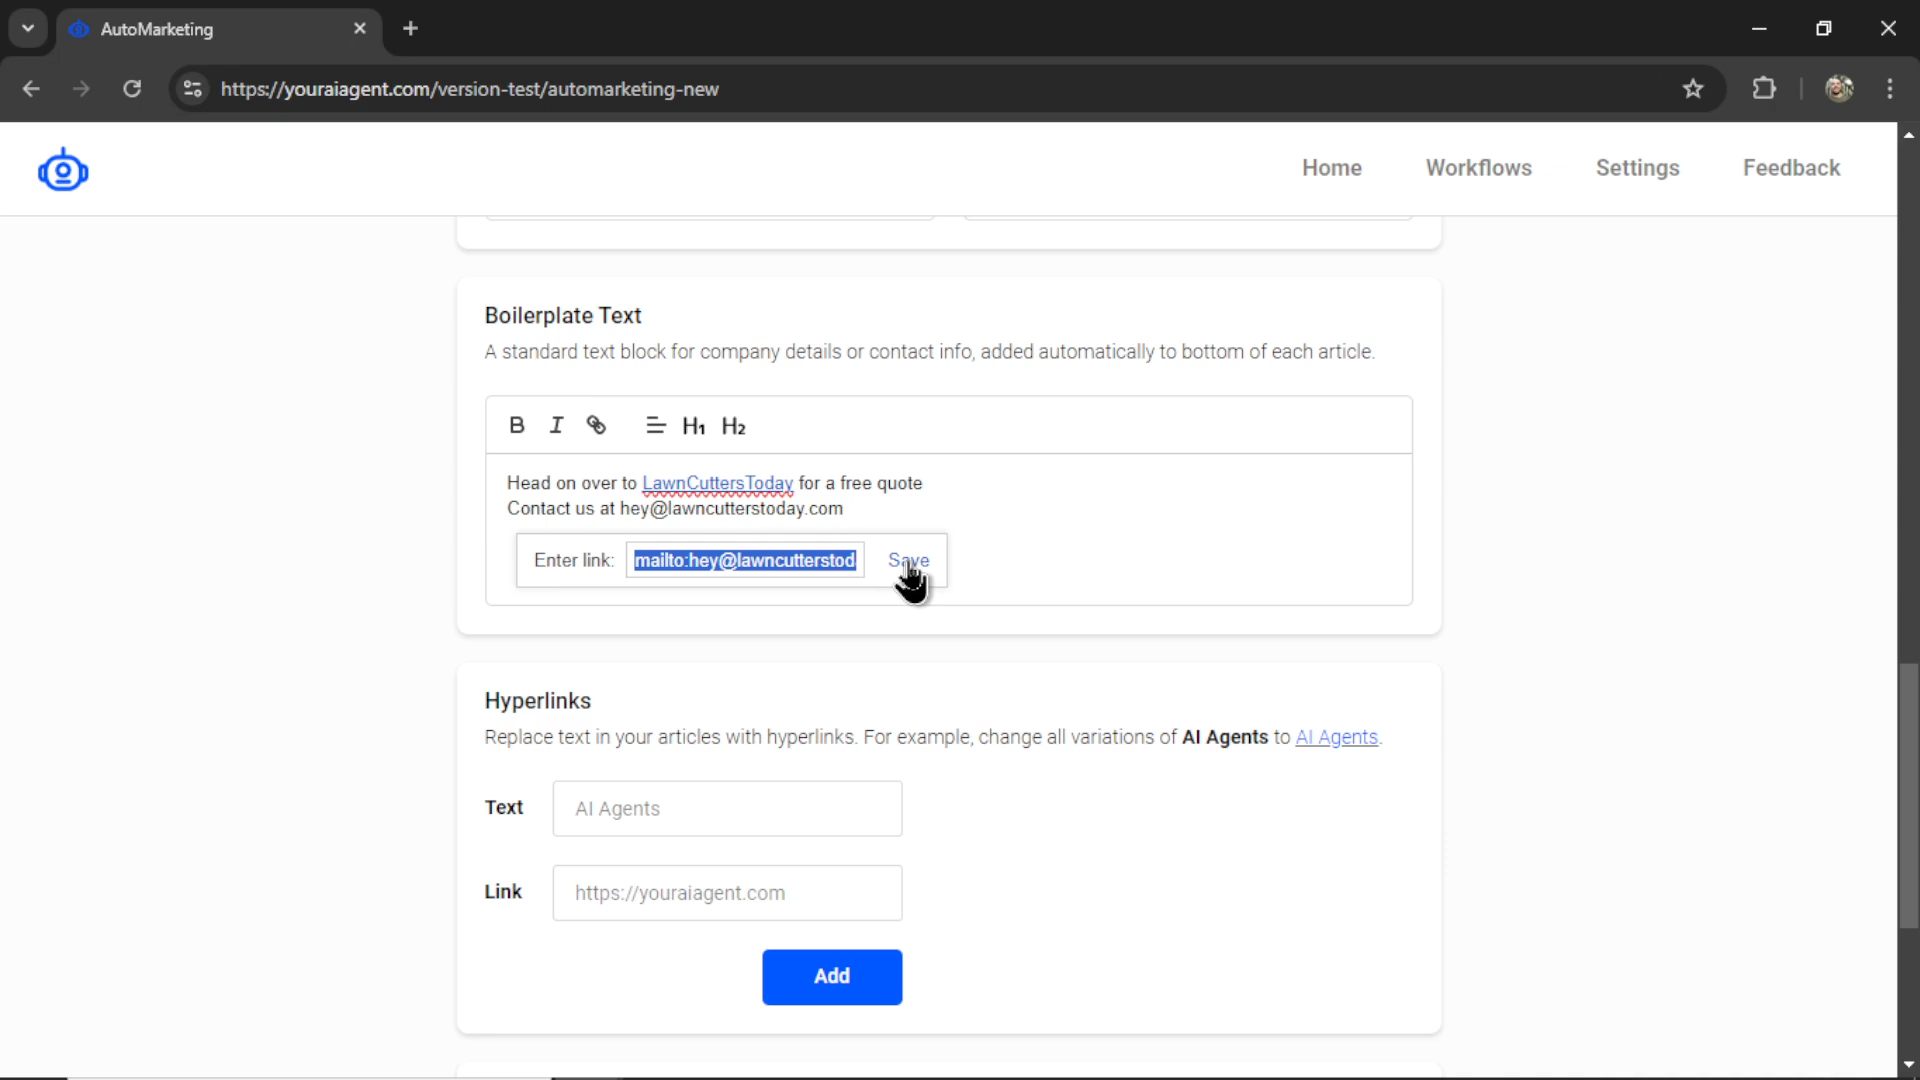 AutoMarketing
https://youraiagent.com/version-test/automarketing-new
Home Workflows Settings Feedback
Boilerplate Text
A standard text block for company details or contact info, added automatically to bottom of each article.
B I H1 H2
Head on over to LawnCuttersToday for a free quote
Contact us at hey@lawncutterstoday.com
Enter link: mailto:hey@lawncutterstod Save
Hyperlinks
Replace text in your articles with hyperlinks. For example, change all variations of AI Agents to AI Agents.
Text AI Agents
Link https://youraiagent.com
Add